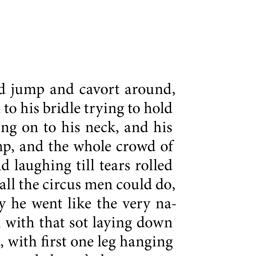 jump and cavort around,
to his bridle trying to hold
on to his neck, and his
and the whole crowd of
laughing till tears rolled
all the circus men could do,
he went like the very na-
with that sot laying down
, with first one leg hanging